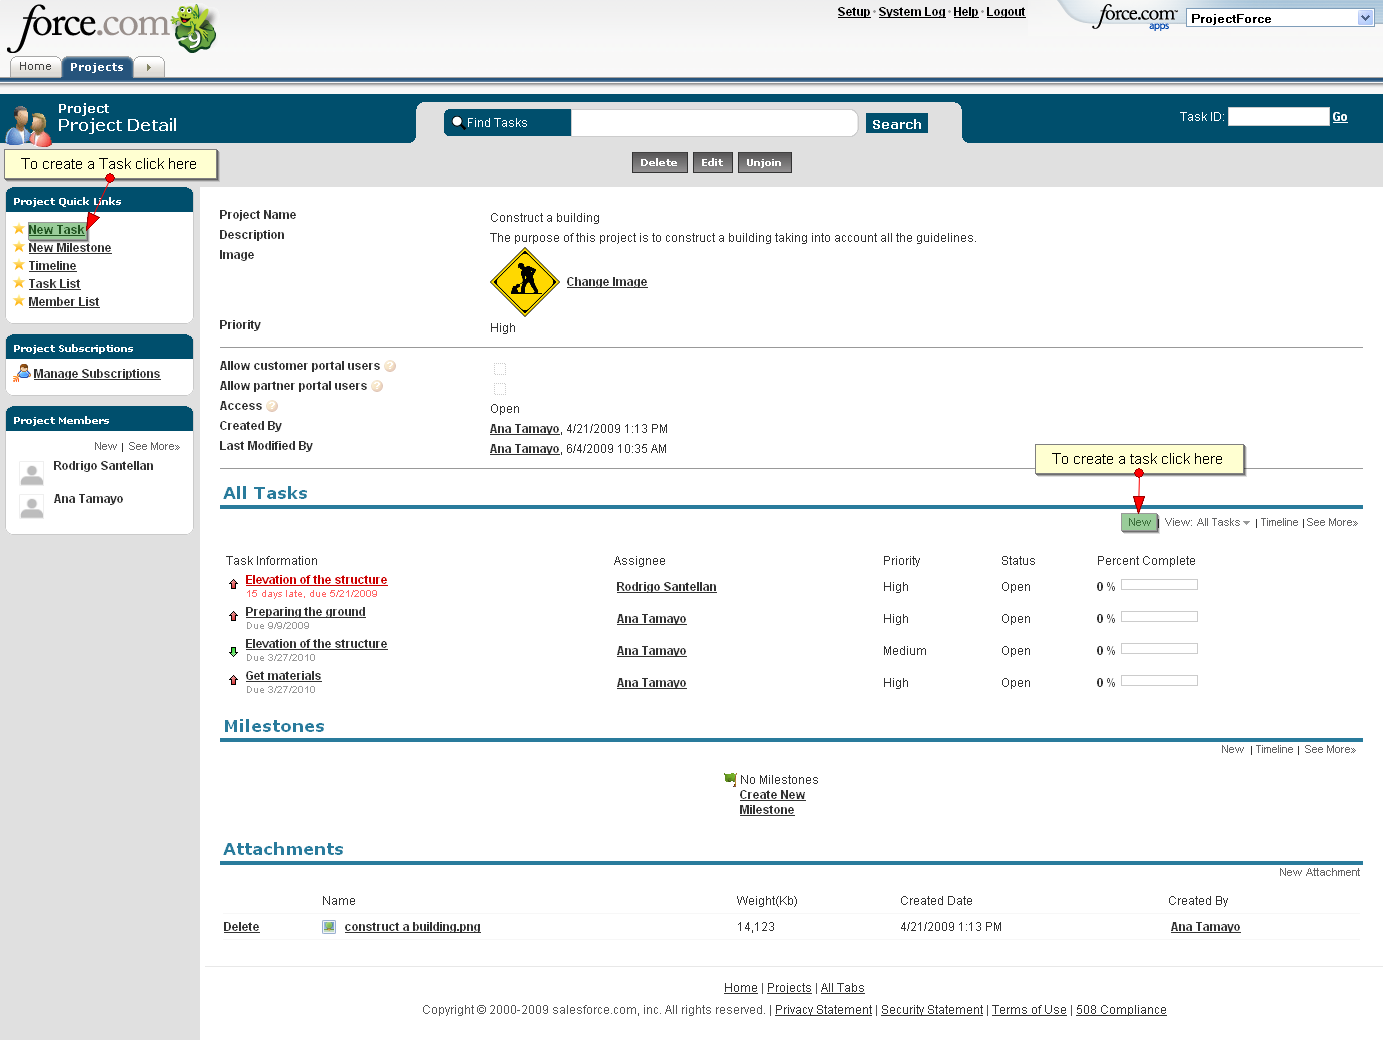 force.com 9
Setup · System Log · Help · Logout
force.com apps
ProjectForce
Home
Projects
Project
Project Detail
Find Tasks
Search
Task ID: Go
To create a Task click here
Delete Edit Unjoin
Project Quick Links
New Task
New Milestone
Timeline
Task List
Member List
Project Subscriptions
Manage Subscriptions
Project Members
New | See More»
Rodrigo Santellan
Ana Tamayo
Project Name Construct a building
Description The purpose of this project is to construct a building taking into account all the guidelines.
Image Change Image
Priority High
Allow customer portal users ?
Allow partner portal users ?
Access ? Open
Created By Ana Tamayo, 4/21/2009 1:13 PM
Last Modified By Ana Tamayo, 6/4/2009 10:35 AM
To create a task click here
All Tasks
New | View: All Tasks | Timeline | See More»
Task Information Assignee Priority Status Percent Complete
Elevation of the structure Rodrigo Santellan High Open 0 %
15 days late, due 5/21/2009
Preparing the ground Ana Tamayo High Open 0 %
Due 9/9/2009
Elevation of the structure Ana Tamayo Medium Open 0 %
Due 3/27/2010
Get materials Ana Tamayo High Open 0 %
Due 3/27/2010
Milestones
New | Timeline | See More»
No Milestones
Create New
Milestone
Attachments
New Attachment
Name Weight(Kb) Created Date Created By
Delete construct a building.png 14,123 4/21/2009 1:13 PM Ana Tamayo
Home | Projects | All Tabs
Copyright © 2000-2009 salesforce.com, inc. All rights reserved. | Privacy Statement | Security Statement | Terms of Use | 508 Compliance